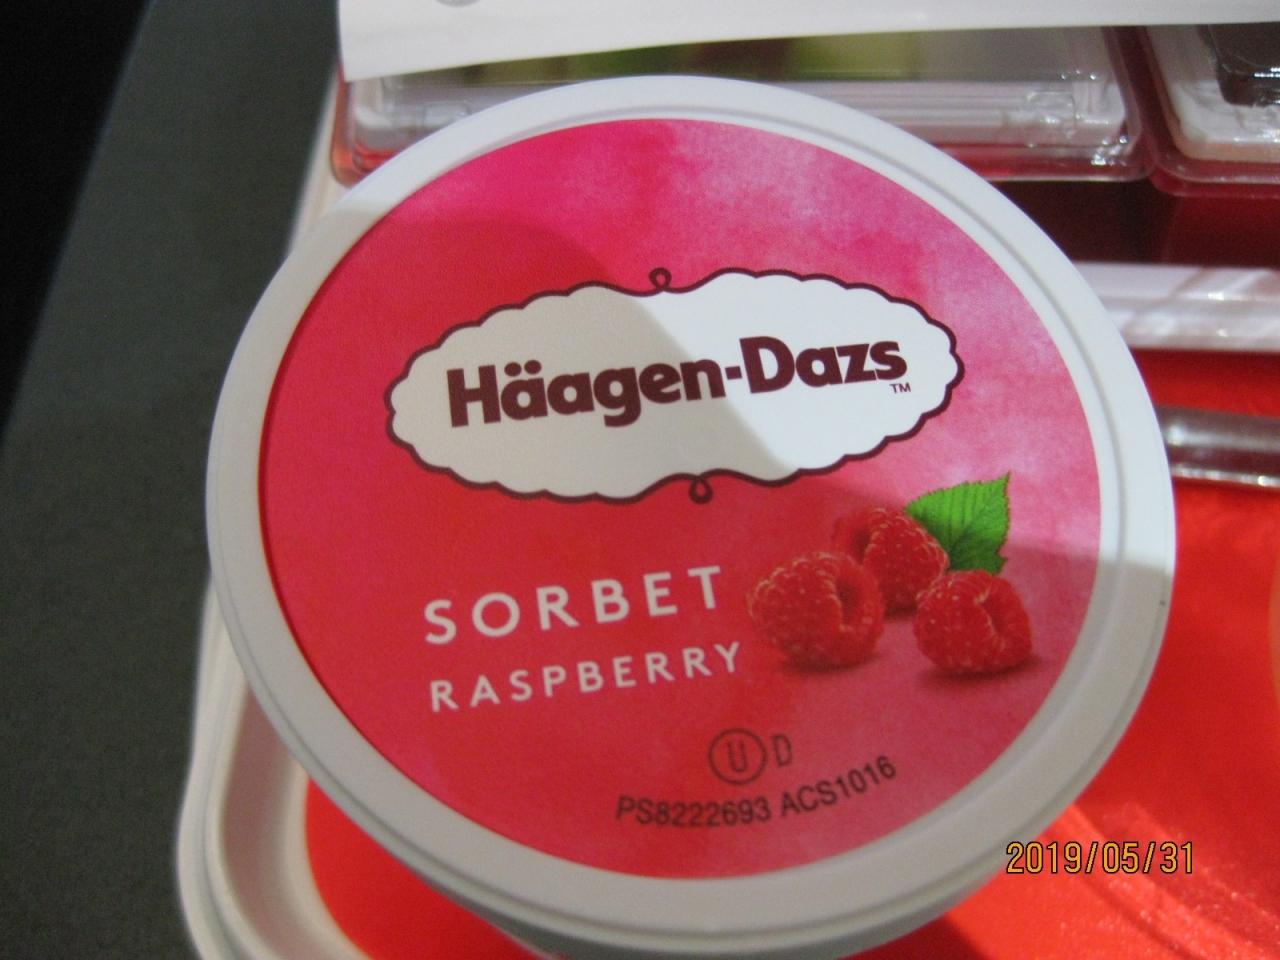 Häagen-Dazs
TM
SORBET
RASPBERRY
Ⓤ D
PS8222693 ACS1016
2019/05/31